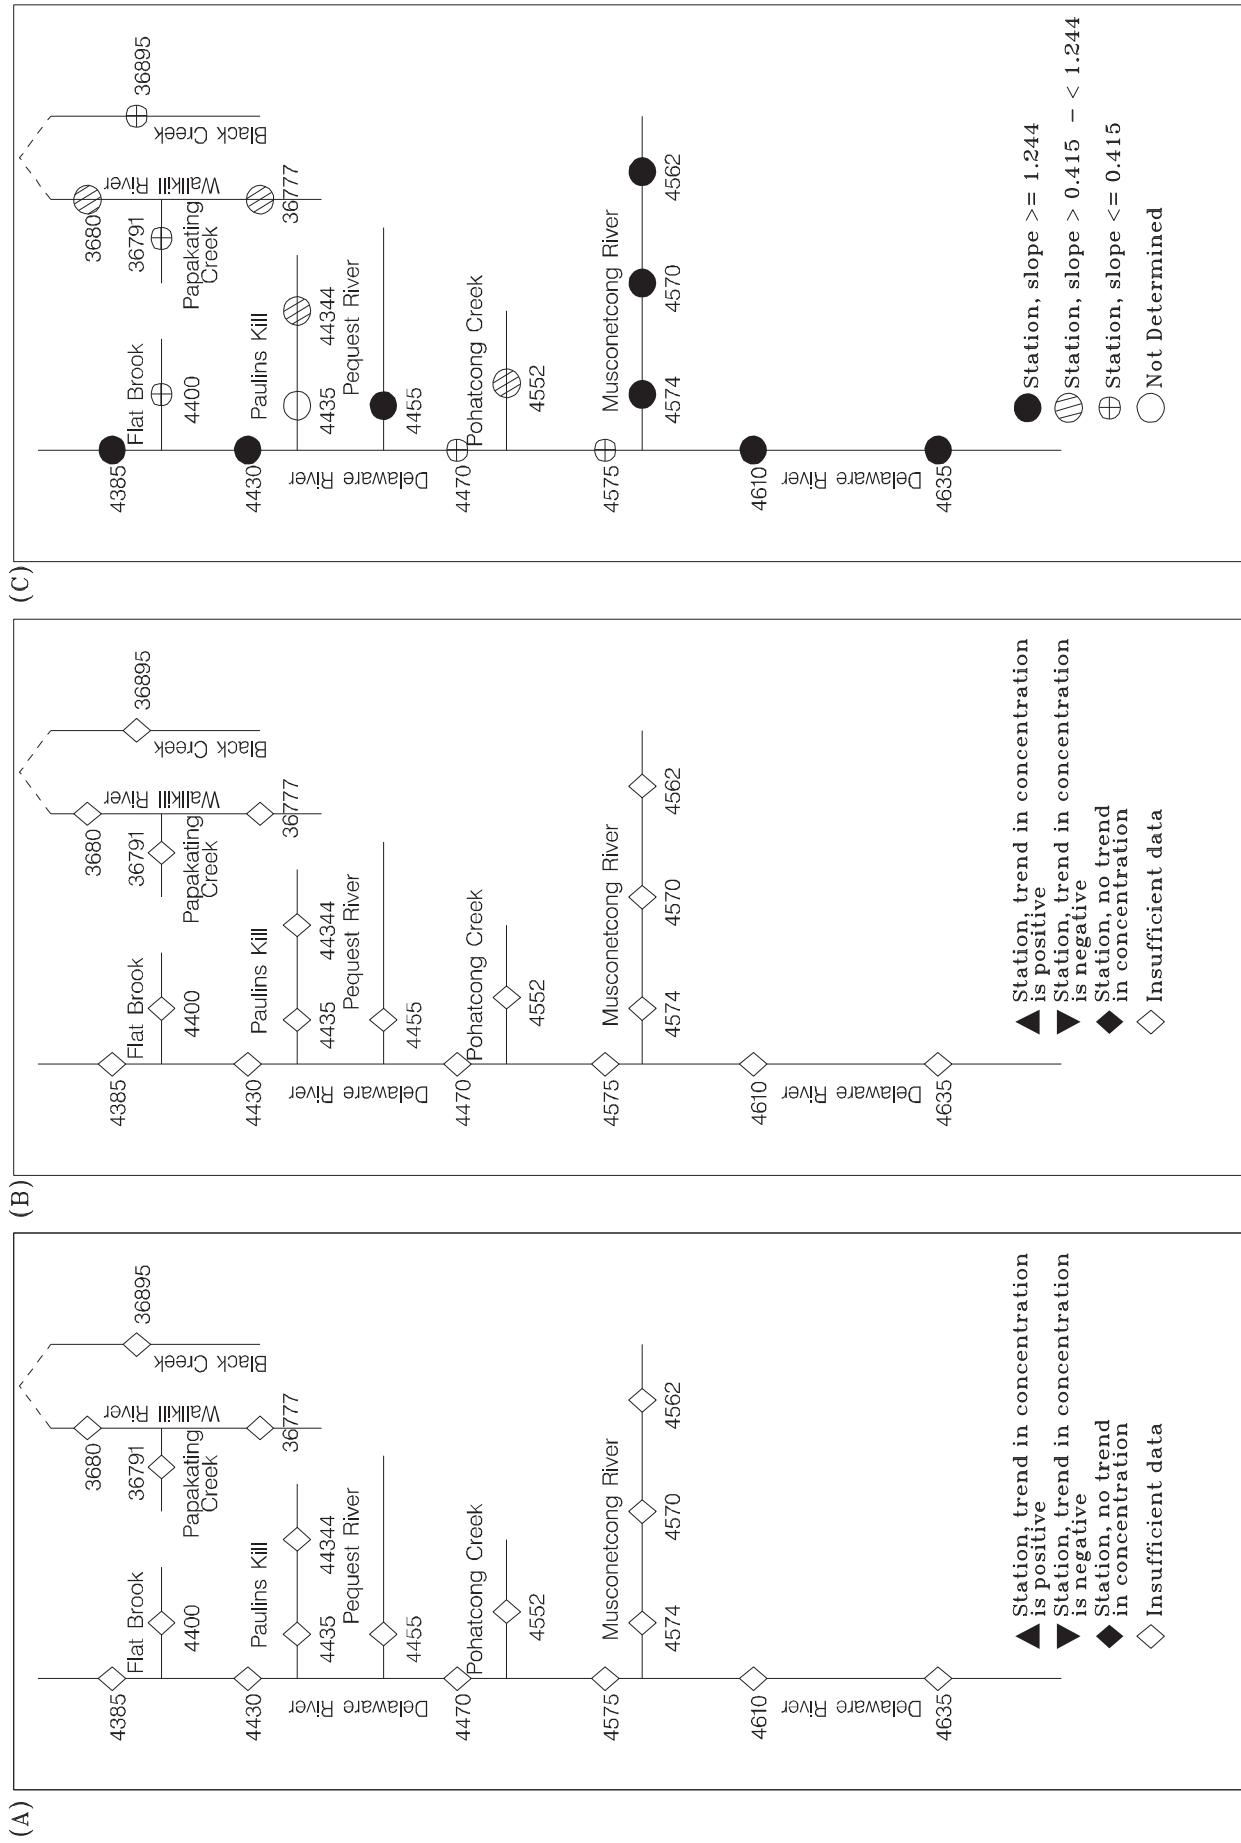 (A)
4385
Flat Brook
4400
4430
Paulins Kill
4435
44344
Delaware River
Pequest River
4455
4470
Pohatcong Creek
4552
4575
Musconetcong River
4574
4570
4562
4610
Delaware River
4635
3680
Wallkill
River
36791
Papakating
Creek
36777
36895
Black Creek
Station, trend in concentration
is positive
Station, trend in concentration
is negative
Station, no trend
in concentration
Insufficient data
(B)
4385
Flat Brook
4400
4430
Paulins Kill
4435
44344
Delaware River
Pequest River
4455
4470
Pohatcong Creek
4552
4575
Musconetcong River
4574
4570
4562
4610
Delaware River
4635
3680
Wallkill
River
36791
Papakating
Creek
36777
36895
Black Creek
Station, trend in concentration
is positive
Station, trend in concentration
is negative
Station, no trend
in concentration
Insufficient data
(C)
4385
Flat Brook
4400
4430
Paulins Kill
4435
44344
Delaware River
Pequest River
4455
4470
Pohatcong Creek
4552
4575
Musconetcong River
4574
4570
4562
4610
Delaware River
4635
3680
Wallkill
River
36791
Papakating
Creek
36777
36895
Black Creek
Station, slope >= 1.244
Station, slope > 0.415 - < 1.244
Station, slope <= 0.415
Not Determined